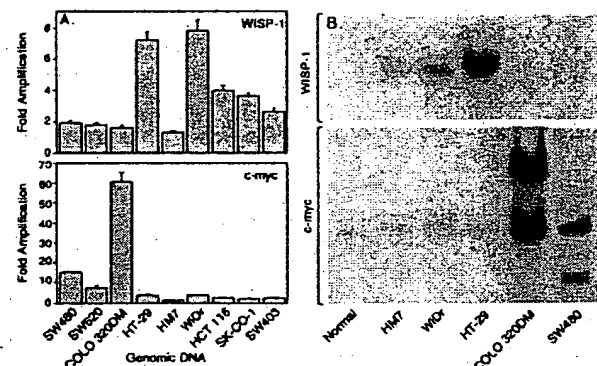 A
WISP-1
Fold Amplification
8
6
4
2
0
c-myc
Fold Amplification
70
60
50
40
30
20
10
0
SW480
SW620
COLO 320DM
HT-29
HM7
WiDr
HCT 116
SK-CO-1
SW403
Genomic DNA
B
WISP-1
c-myc
Normal
HM7
WiDr
HT-29
COLO 320DM
SW480